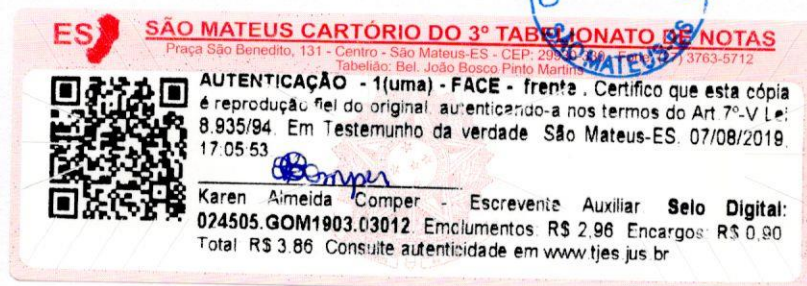 ES SÃO MATEUS CARTÓRIO DO 3º TABELIONATO DE NOTAS
Praça São Benedito, 131 - Centro - São Mateus-ES - CEP: 3763-5712
Tabelião: Bel. João Bosco Pinto Martins
SÃO MATEUS-ES
AUTENTICAÇÃO - 1(uma) - FACE - frente . Certifico que esta cópia
é reprodução fiel do original, autenticando-a nos termos do Art. 7º-V Lei
8.935/94. Em Testemunho da verdade São Mateus-ES. 07/08/2019.
17:05:53
Comper
Karen Almeida Comper - Escrevente Auxiliar Selo Digital:
024505.GOM1903.03012. Emolumentos: R$ 2,96 Encargos: R$ 0,90
Total: R$ 3.86 Consulte autenticidade em www.tjes.jus.br